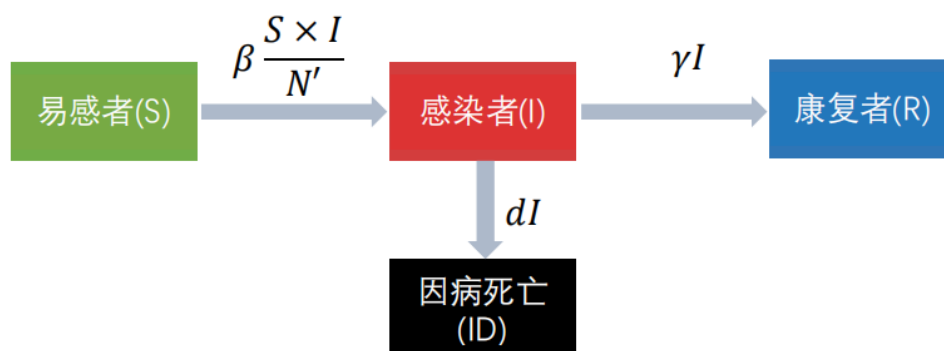 β S × I / N′
γI
易感者(S)
感染者(I)
康复者(R)
dI
因病死亡
(ID)